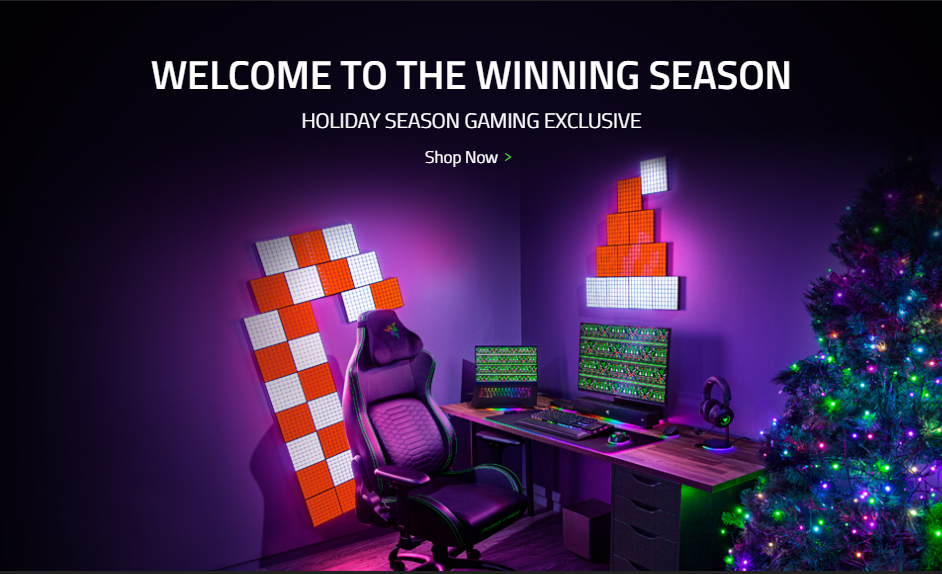 WELCOME TO THE WINNING SEASON
HOLIDAY SEASON GAMING EXCLUSIVE
Shop Now >